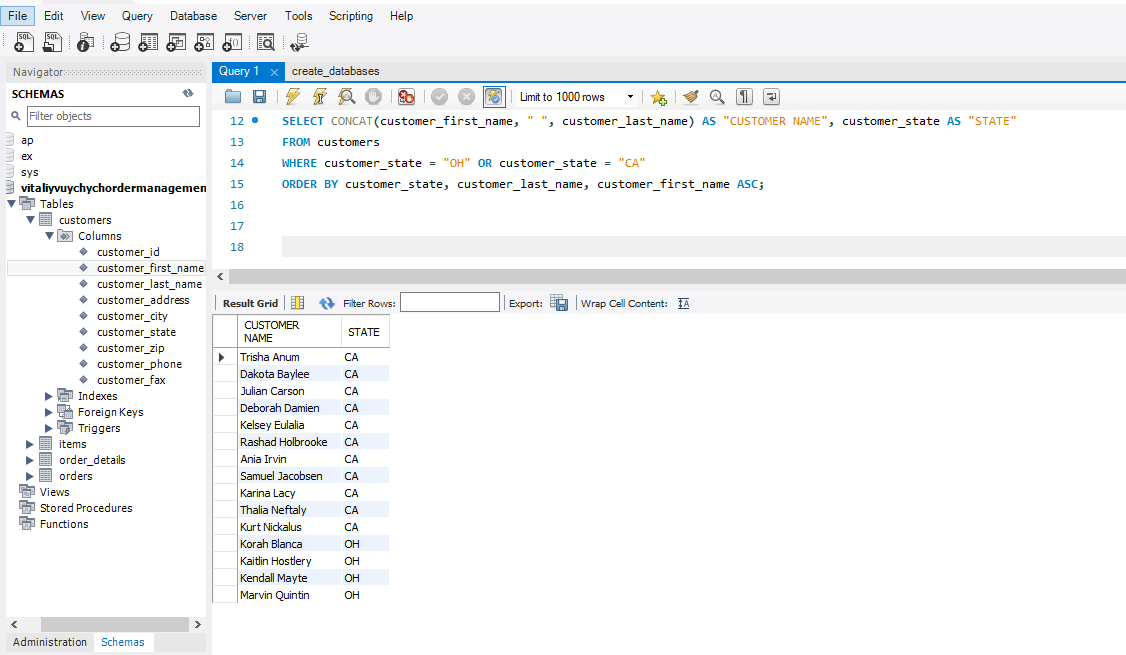 File Edit View Query Database Server Tools Scripting Help
Navigator
SCHEMAS
Filter objects
ap
ex
sys
vitaliyvuychychordermanagemen
Tables
customers
Columns
customer_id
customer_first_name
customer_last_name
customer_address
customer_city
customer_state
customer_zip
customer_phone
customer_fax
Indexes
Foreign Keys
Triggers
items
order_details
orders
Views
Stored Procedures
Functions
Administration Schemas
Query 1 create_databases
Limit to 1000 rows
12 SELECT CONCAT(customer_first_name, " ", customer_last_name) AS "CUSTOMER NAME", customer_state AS "STATE"
13 FROM customers
14 WHERE customer_state = "OH" OR customer_state = "CA"
15 ORDER BY customer_state, customer_last_name, customer_first_name ASC;
16
17
18
Result Grid Filter Rows: Export: Wrap Cell Content:
CUSTOMER
NAME STATE
Trisha Anum CA
Dakota Baylee CA
Julian Carson CA
Deborah Damien CA
Kelsey Eulalia CA
Rashad Holbrooke CA
Ania Irvin CA
Samuel Jacobsen CA
Karina Lacy CA
Thalia Neftaly CA
Kurt Nickalus CA
Korah Blanca OH
Kaitlin Hostlery OH
Kendall Mayte OH
Marvin Quintin OH